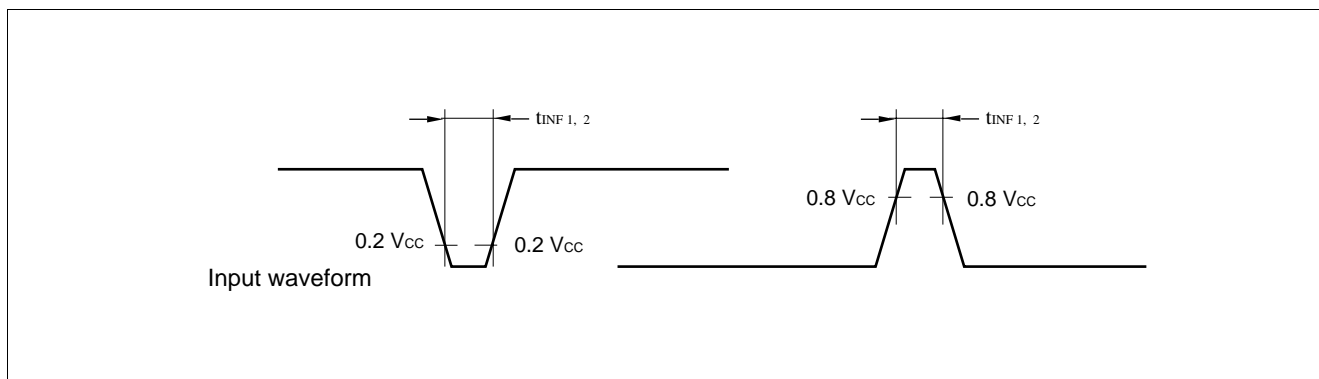 tINF 1, 2
tINF 1, 2
0.8 VCC
0.8 VCC
0.2 VCC
0.2 VCC
Input waveform